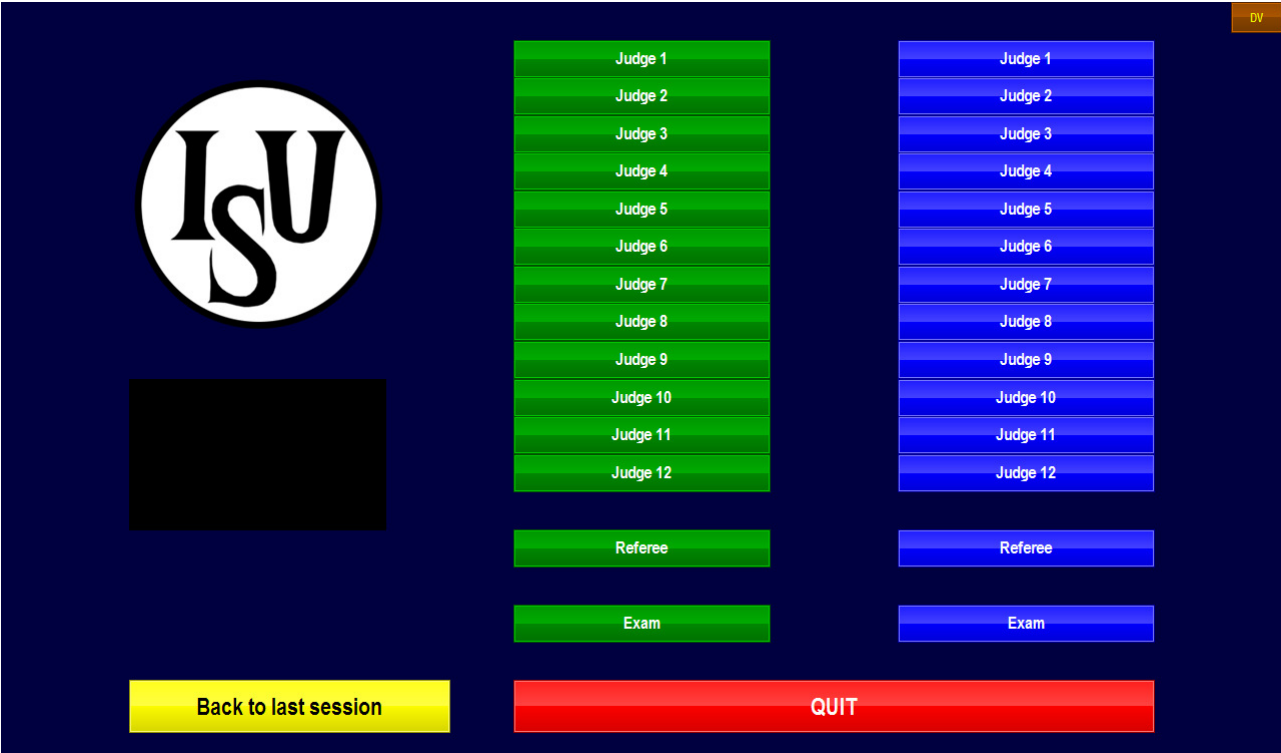 DV
ISU
Judge 1
Judge 2
Judge 3
Judge 4
Judge 5
Judge 6
Judge 7
Judge 8
Judge 9
Judge 10
Judge 11
Judge 12
Referee
Exam
Judge 1
Judge 2
Judge 3
Judge 4
Judge 5
Judge 6
Judge 7
Judge 8
Judge 9
Judge 10
Judge 11
Judge 12
Referee
Exam
Back to last session
QUIT